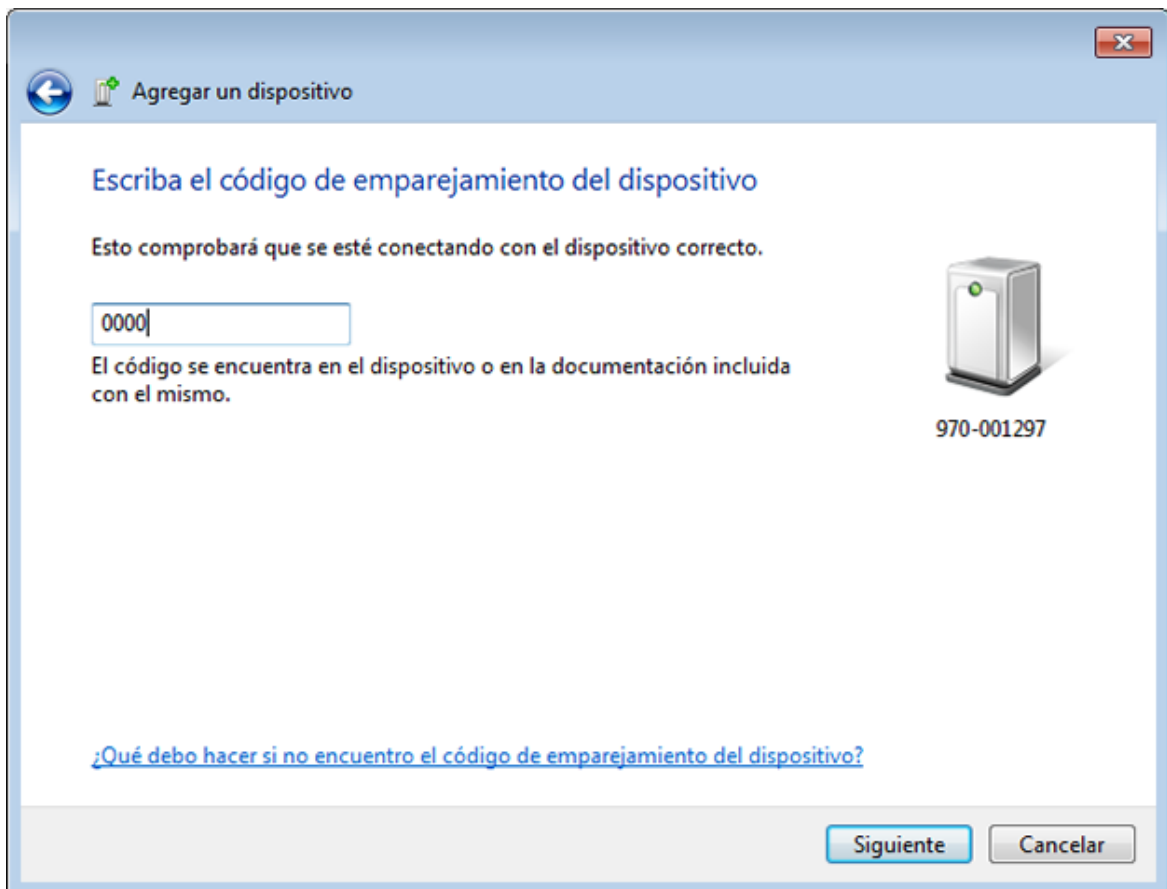 Agregar un dispositivo
Escriba el código de emparejamiento del dispositivo
Esto comprobará que se esté conectando con el dispositivo correcto.
0000
El código se encuentra en el dispositivo o en la documentación incluida
con el mismo.
970-001297
¿Qué debo hacer si no encuentro el código de emparejamiento del dispositivo?
Siguiente
Cancelar